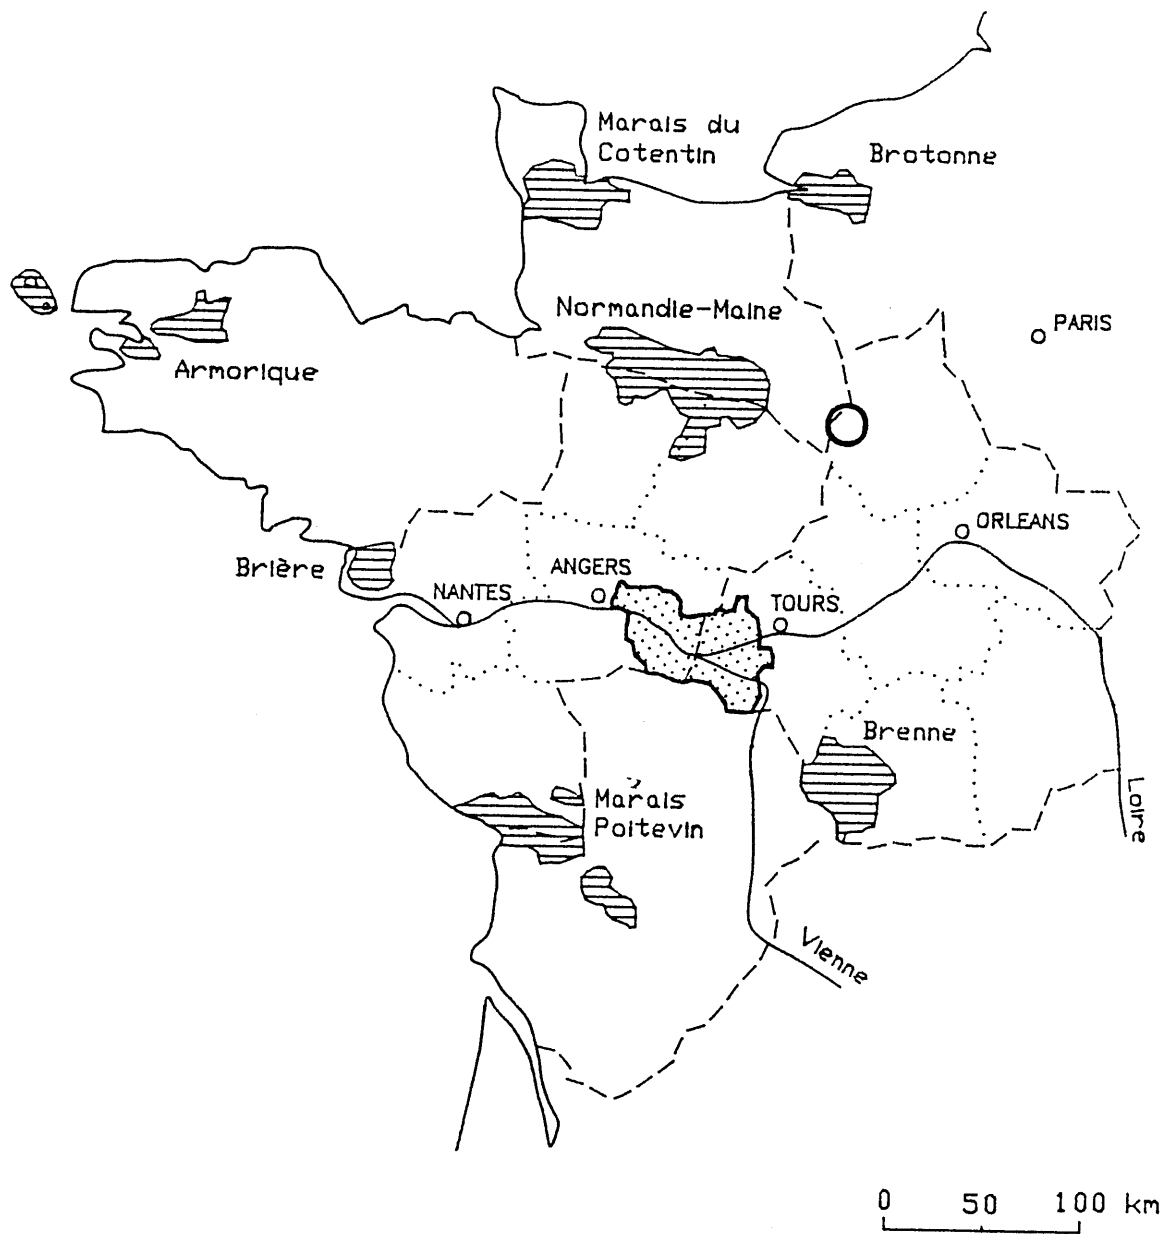 Marais du
Cotentin
Brotonne
Normandie-Maine
PARIS
Armorique
ORLEANS
Brière
ANGERS
NANTES
TOURS
Brenne
Marais
Poitevin
Loire
Vienne
0 50 100 km